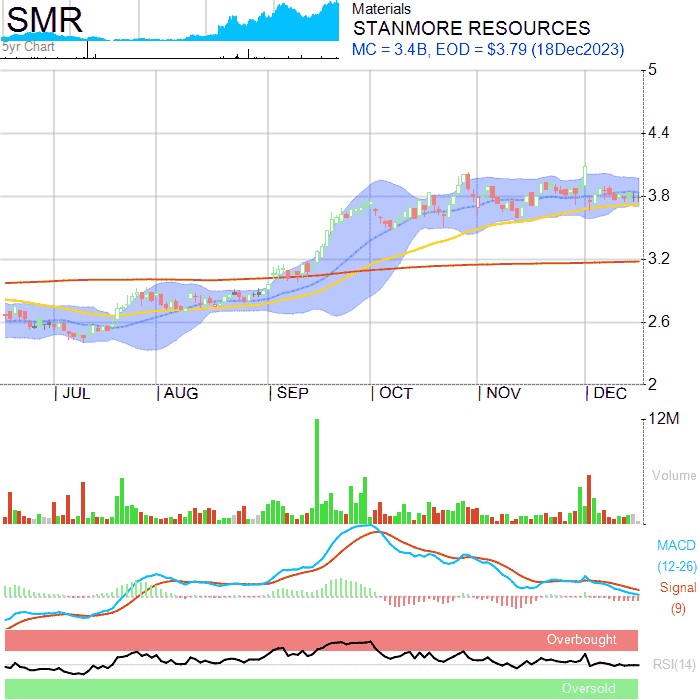 SMR
Materials
STANMORE RESOURCES
5yr Chart
MC = 3.4B, EOD = $3.79 (18Dec2023)
5
4.4
3.8
3.2
2.6
2
JUL AUG SEP OCT NOV DEC
12M
Volume
MACD
(12-26)
Signal
(9)
Overbought
RSI(14)
Oversold